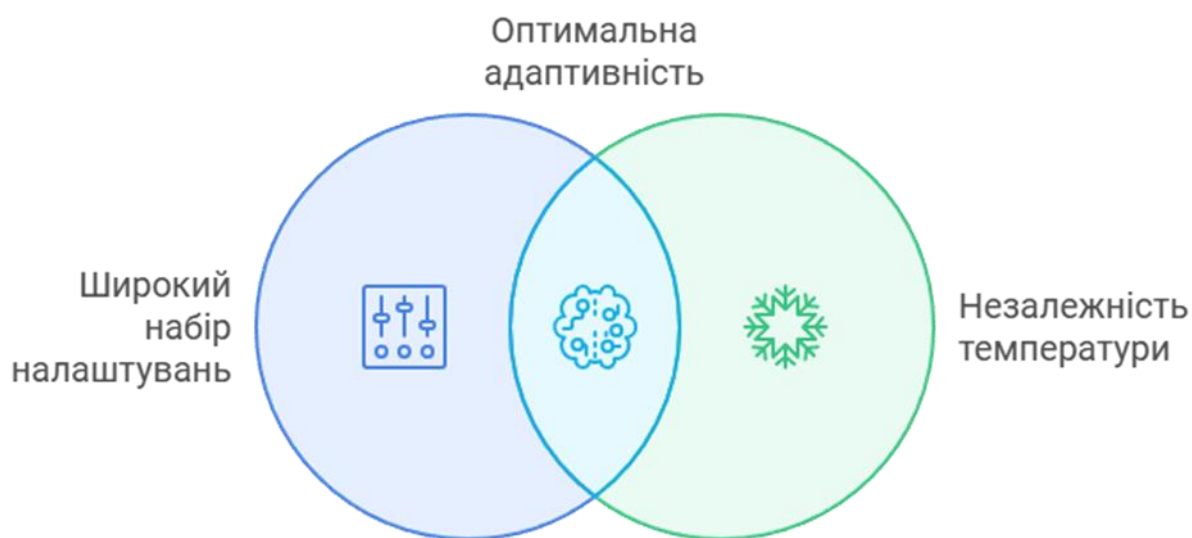 Оптимальна
адаптивність
Широкий
набір
налаштувань
Незалежність
температури